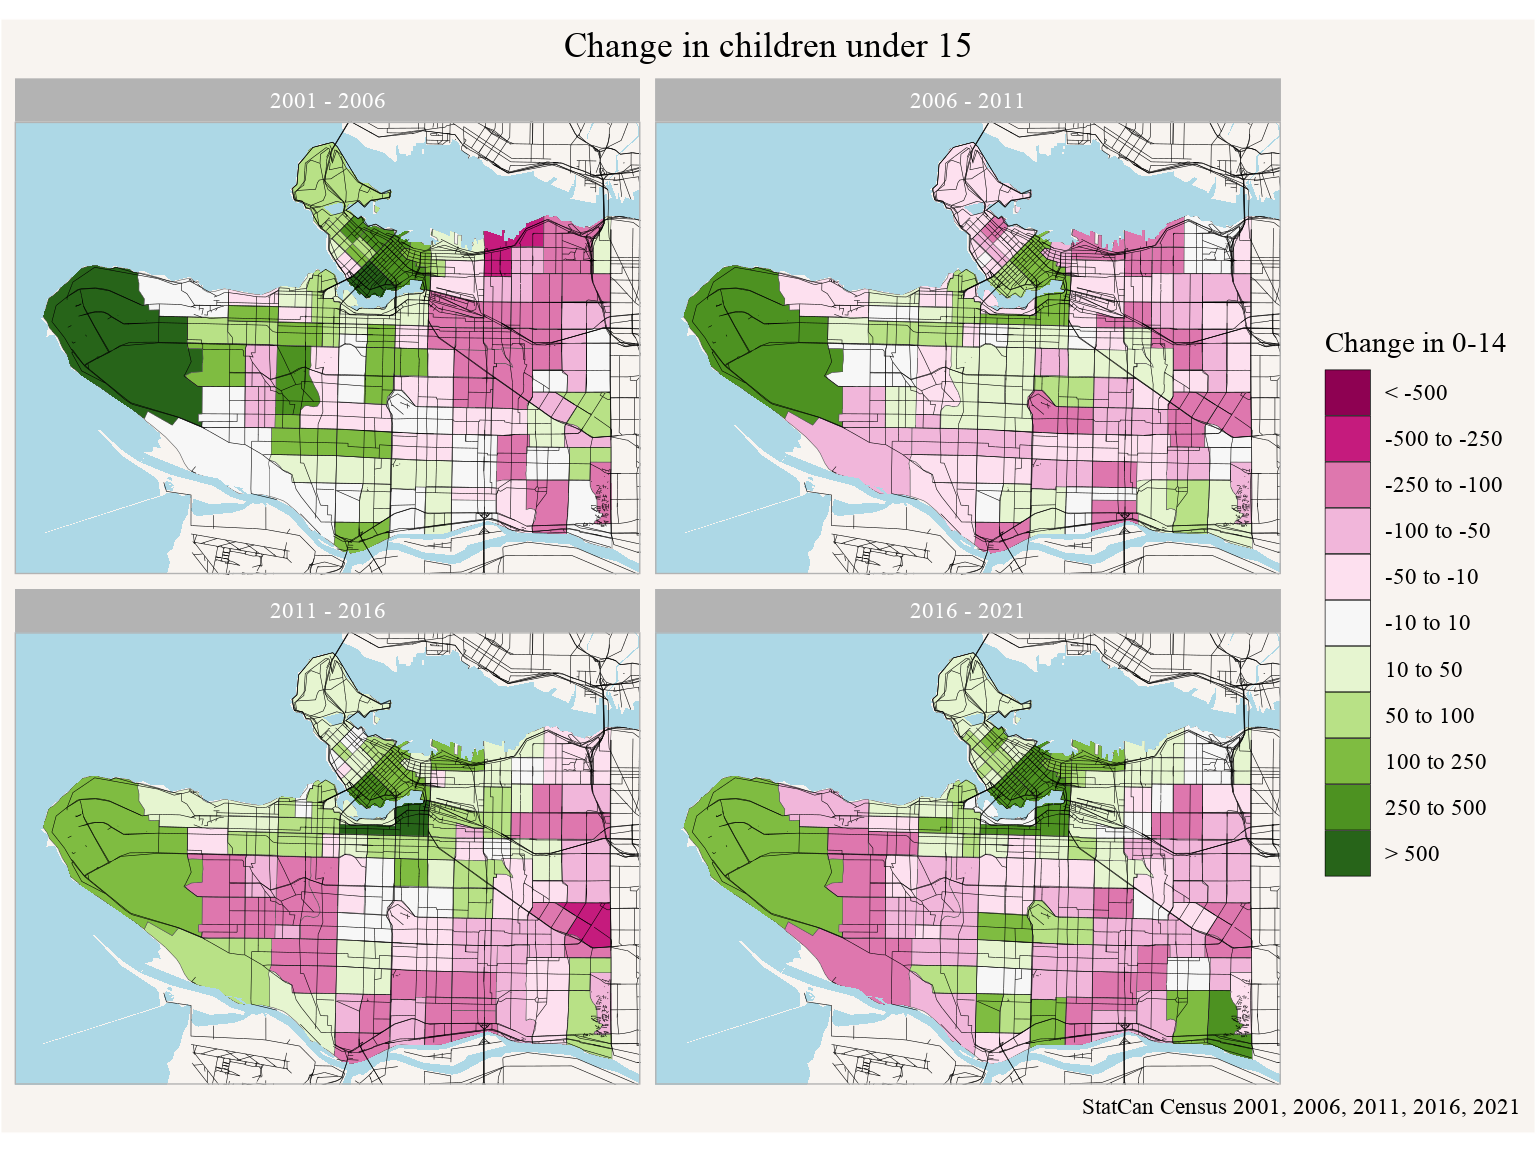 Change in children under 15
2001 - 2006
2006 - 2011
2011 - 2016
2016 - 2021
Change in 0-14
< -500
-500 to -250
-250 to -100
-100 to -50
-50 to -10
-10 to 10
10 to 50
50 to 100
100 to 250
250 to 500
> 500
StatCan Census 2001, 2006, 2011, 2016, 2021